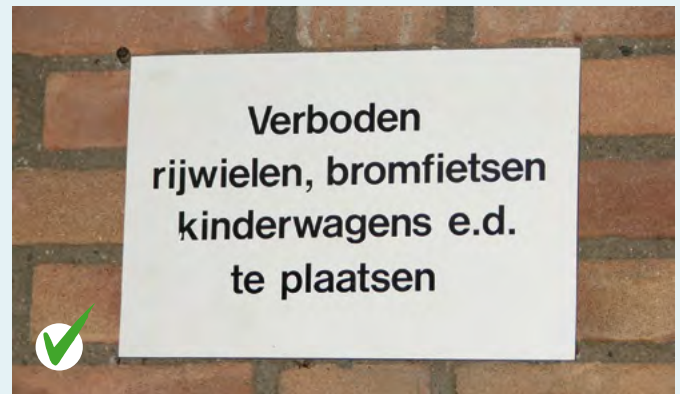 Verboden
rijwielen, bromfietsen
kinderwagens e.d.
te plaatsen